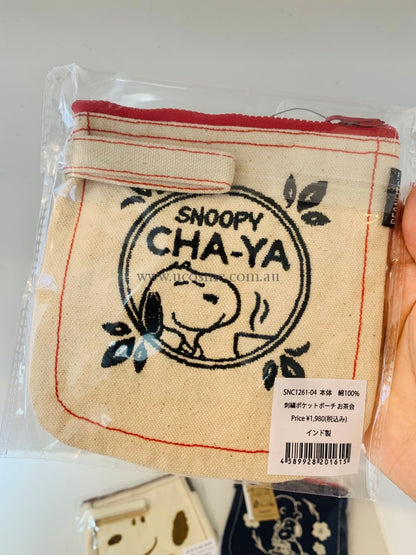 SNOOPY
CHA-YA
www.ncosmr.com.au
SNC1261-04 本体 綿100%
刺繍ポケットポーチ お茶会
Price ¥1,980(税込み)
インド製
4589928201615